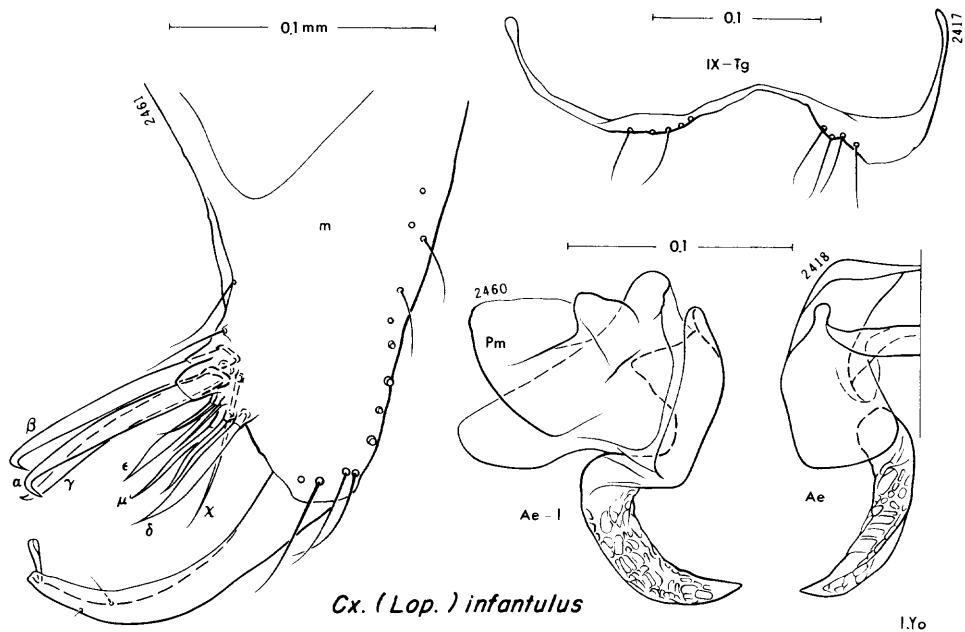 0.1 mm
0.1
2417
IX-Tg
2461
m
0.1
2460
Pm
2418
β
α
γ
ε
μ
δ
χ
Ae-l
Ae
Cx. (Lop.) infantulus
I.Yo